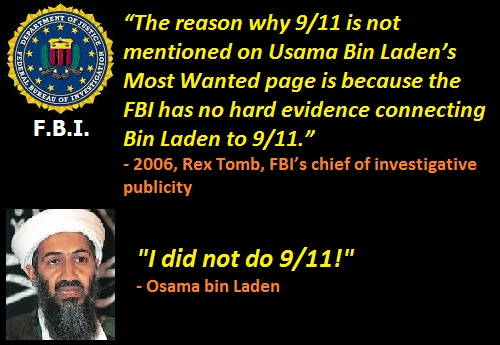 DEPARTMENT OF JUSTICE
FEDERAL BUREAU OF INVESTIGATION
F.B.I.
“The reason why 9/11 is not
mentioned on Usama Bin Laden’s
Most Wanted page is because the
FBI has no hard evidence connecting
Bin Laden to 9/11.”
- 2006, Rex Tomb, FBI’s chief of investigative
publicity
"I did not do 9/11!"
- Osama bin Laden